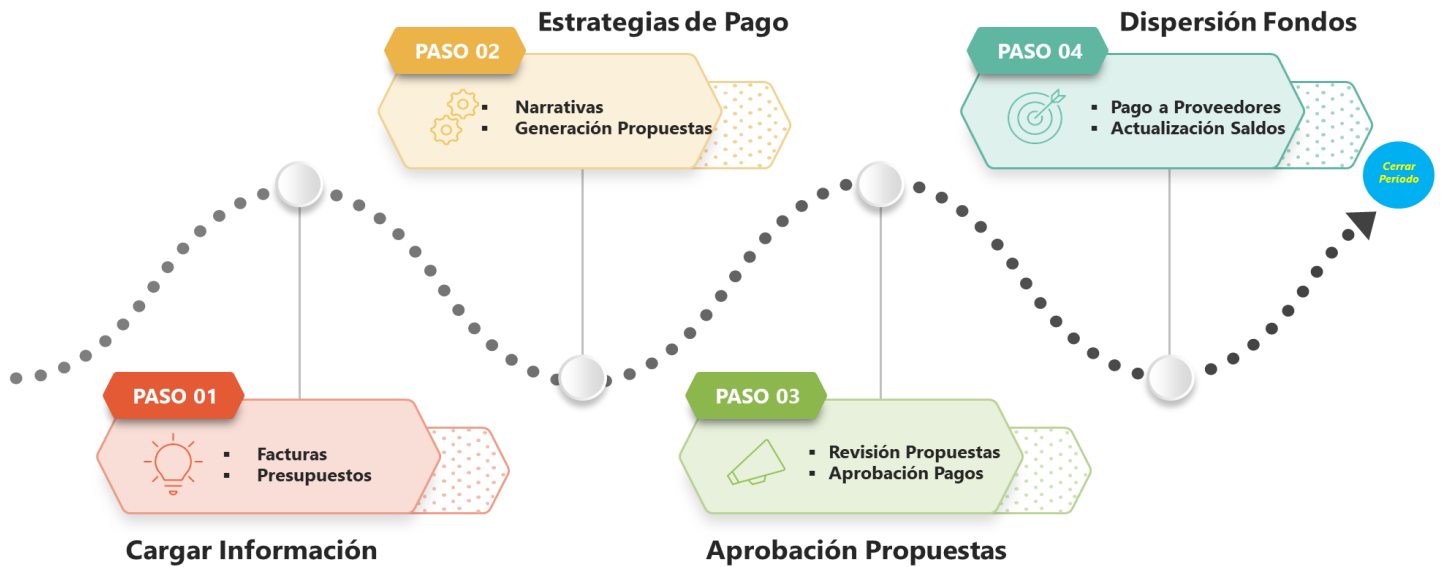 PASO 01
▪ Facturas
▪ Presupuestos
Cargar Información
Estrategias de Pago
PASO 02
▪ Narrativas
▪ Generación Propuestas
PASO 03
▪ Revisión Propuestas
▪ Aprobación Pagos
Aprobación Propuestas
Dispersión Fondos
PASO 04
▪ Pago a Proveedores
▪ Actualización Saldos
Cerrar
Período